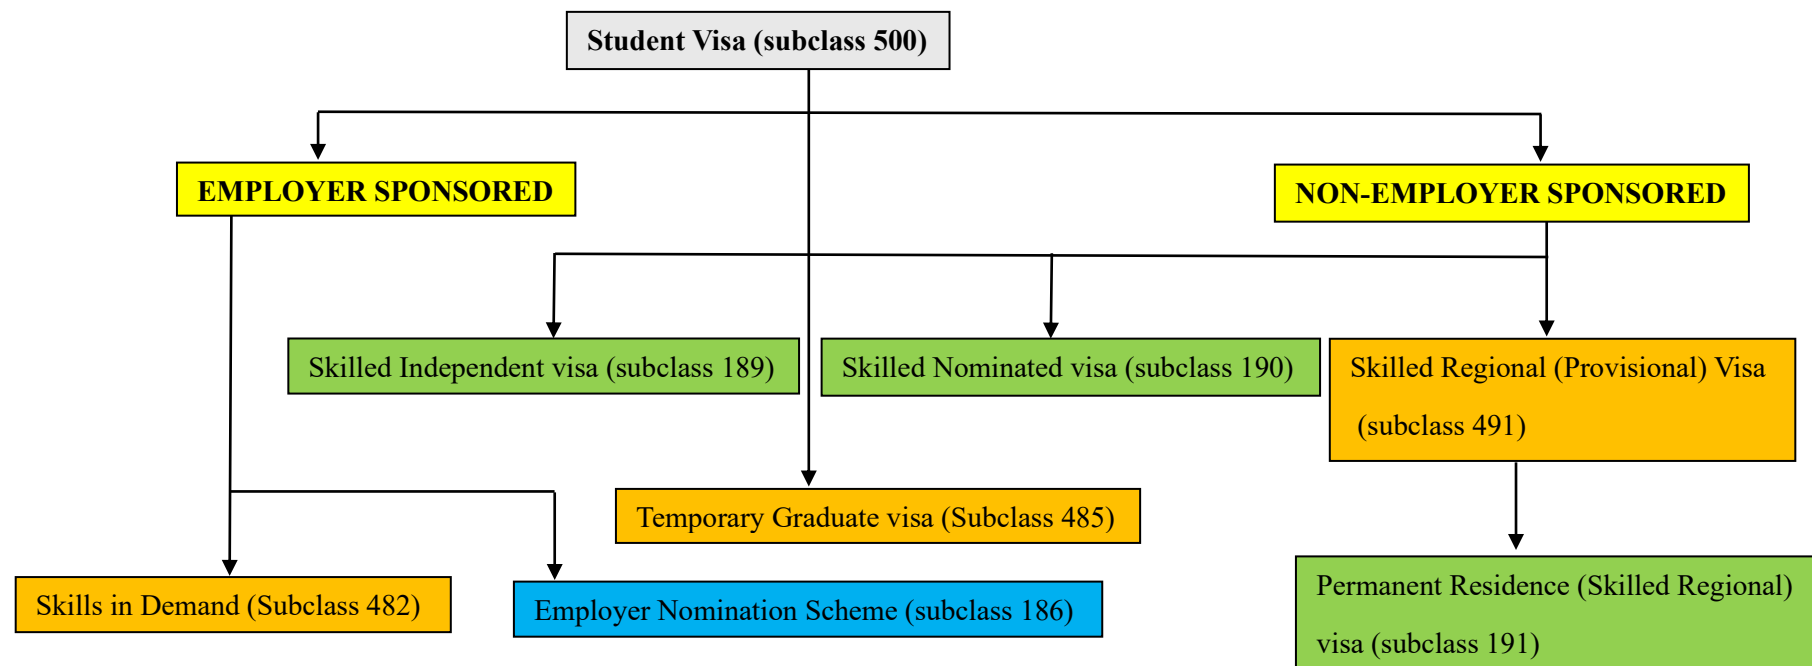 Student Visa (subclass 500)
EMPLOYER SPONSORED
NON-EMPLOYER SPONSORED
Skilled Independent visa (subclass 189)
Skilled Nominated visa (subclass 190)
Skilled Regional (Provisional) Visa
(subclass 491)
Temporary Graduate visa (Subclass 485)
Skills in Demand (Subclass 482)
Employer Nomination Scheme (subclass 186)
Permanent Residence (Skilled Regional)
visa (subclass 191)